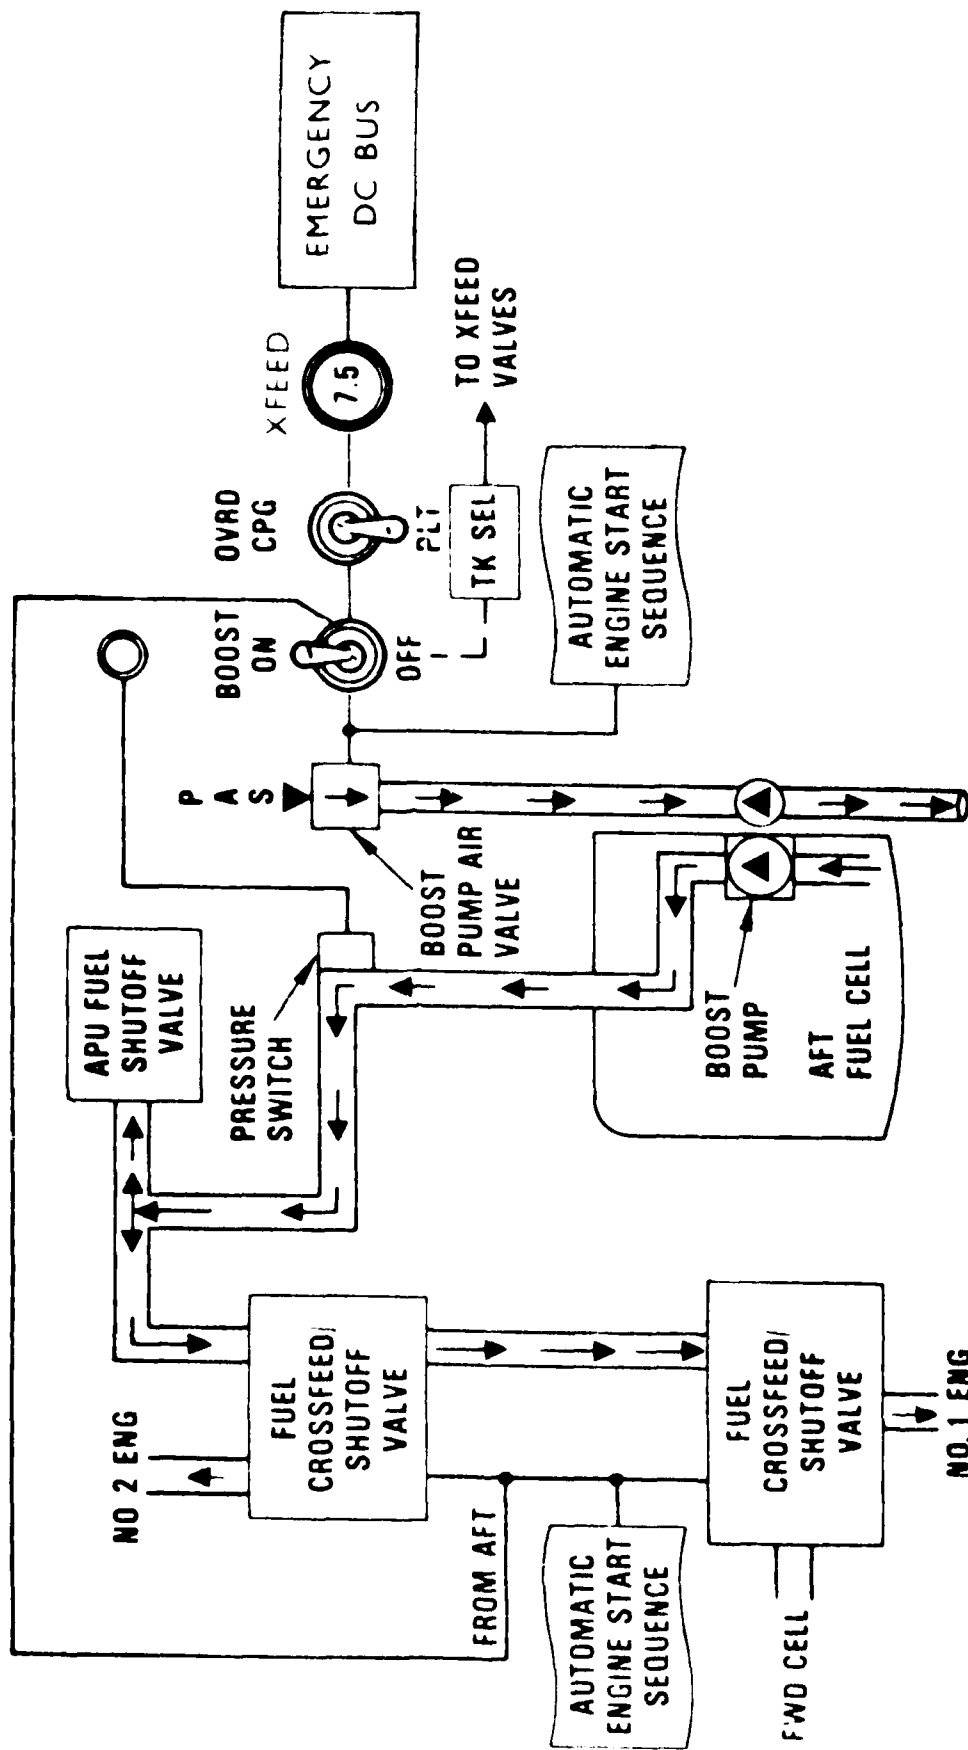 NO 2 ENG
FUEL
CROSSFEED/
SHUTOFF
VALVE
APU FUEL
SHUTOFF
VALVE
PRESSURE
SWITCH
P
A
S
BOOST
ON
OFF
OVRD
CPG
PLT
XFEED
7.5
EMERGENCY
DC BUS
TK SEL
TO XFEED
VALVES
BOOST
PUMP AIR
VALVE
FROM AFT
AUTOMATIC
ENGINE START
SEQUENCE
AUTOMATIC
ENGINE START
SEQUENCE
BOOST
PUMP
AFT
FUEL CELL
FWD CELL
FUEL
CROSSFEED/
SHUTOFF
VALVE
NO. 1 ENG